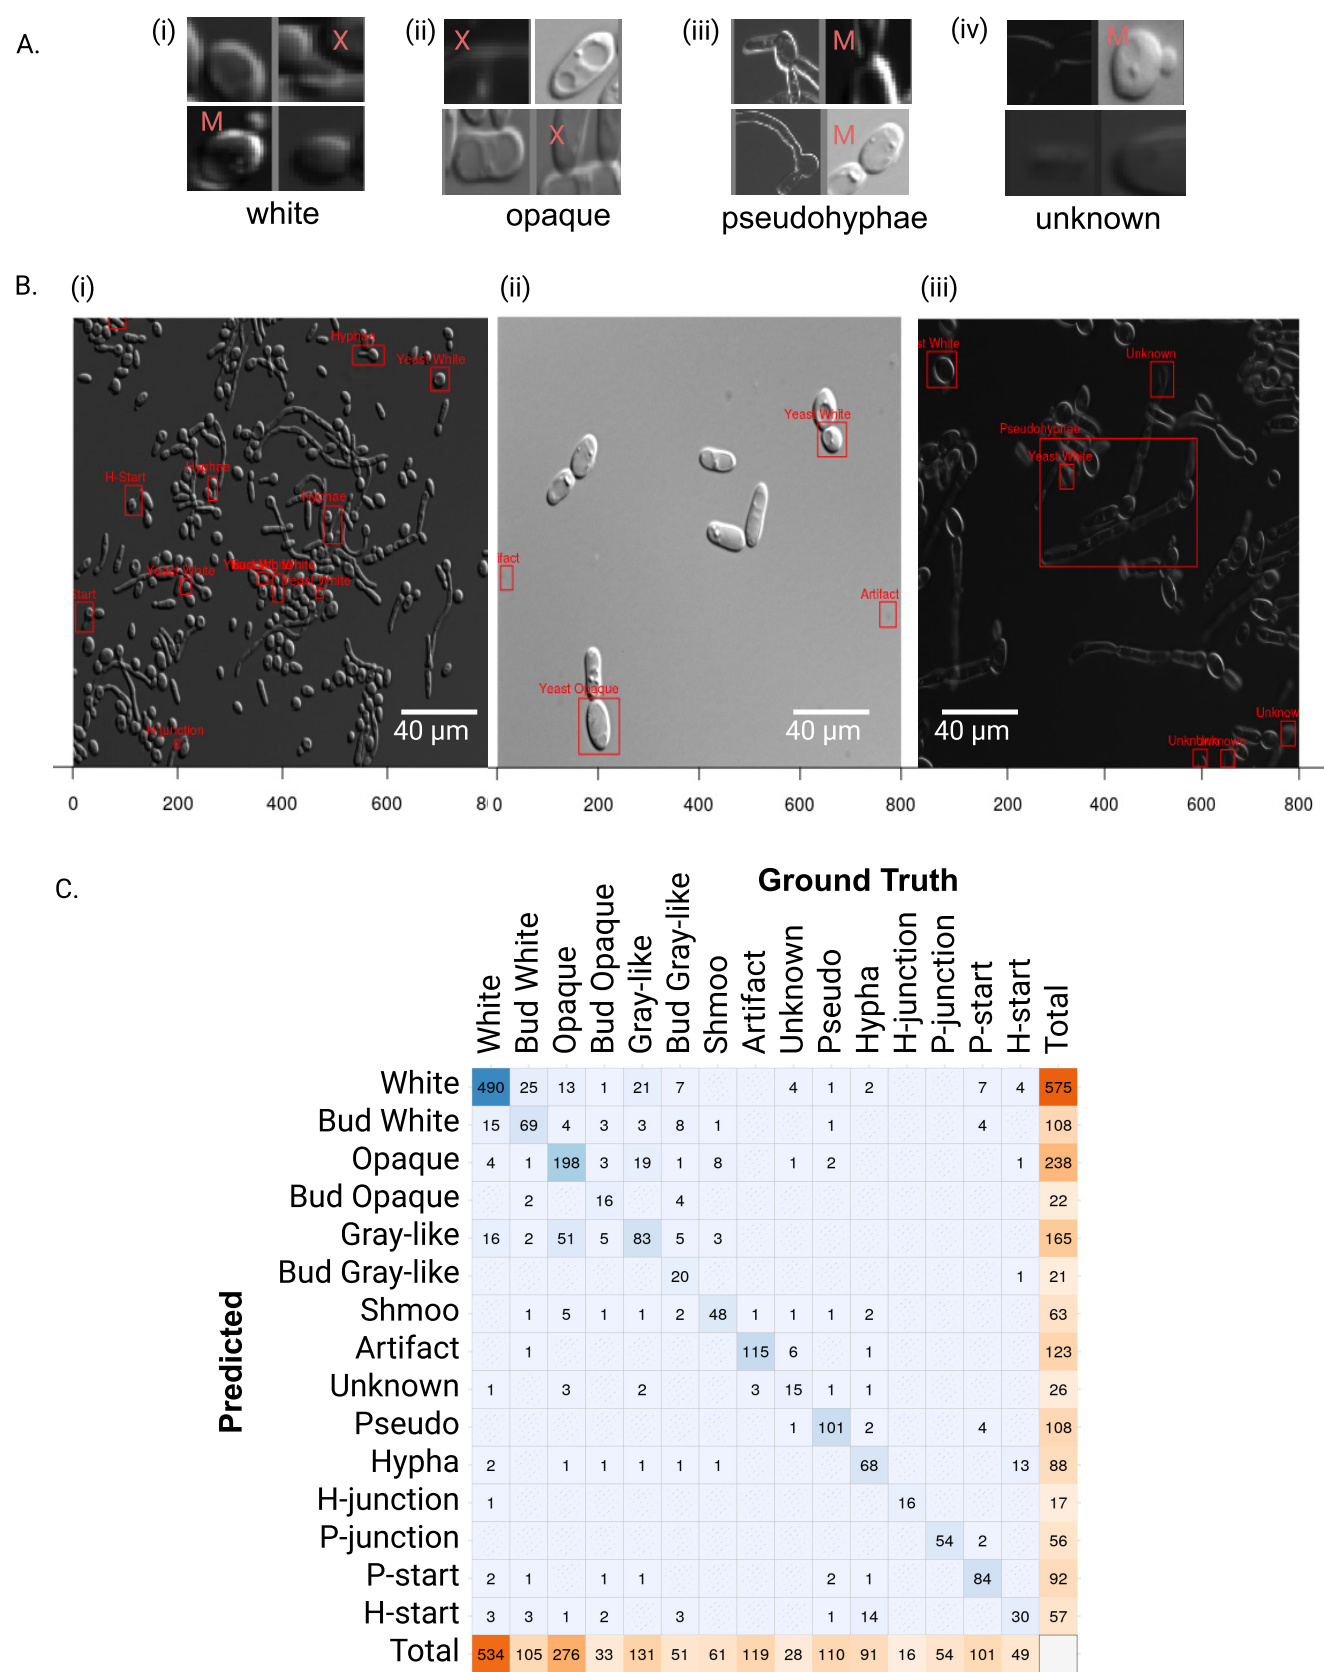 A.
(i)
(ii)
(iii)
(iv)
X
X
M
M
M
X
M
white
opaque
pseudohyphae
unknown
B.
(i)
(ii)
(iii)
Hyphae
Yeast White
H-Start
Hyphae
Hyphae
Yeast White
White
Yeast White
Start
H-junction
40 μm
0 200 400 600 8
Yeast White
ifact
Artifact
Yeast Opaque
40 μm
0 200 400 600 800
st White
Unknown
Pseudohyphae
Yeast White
Unknow
Unknown
40 μm
200 400 600 800
C.
Ground Truth
White Bud White Opaque Bud Opaque Gray-like Bud Gray-like Shmoo Artifact Unknown Pseudo Hypha H-junction P-junction P-start H-start Total
Predicted
White 490 25 13 1 21 7 4 1 2 7 4 575
Bud White 15 69 4 3 3 8 1 1 4 108
Opaque 4 1 198 3 19 1 8 1 2 1 238
Bud Opaque 2 16 4 22
Gray-like 16 2 51 5 83 5 3 165
Bud Gray-like 20 1 21
Shmoo 1 5 1 1 2 48 1 1 1 2 63
Artifact 1 115 6 1 123
Unknown 1 3 2 3 15 1 1 26
Pseudo 1 101 2 4 108
Hypha 2 1 1 1 1 1 68 13 88
H-junction 1 16 17
P-junction 54 2 56
P-start 2 1 1 1 2 1 84 92
H-start 3 3 1 2 3 1 14 30 57
Total 534 105 276 33 131 51 61 119 28 110 91 16 54 101 49